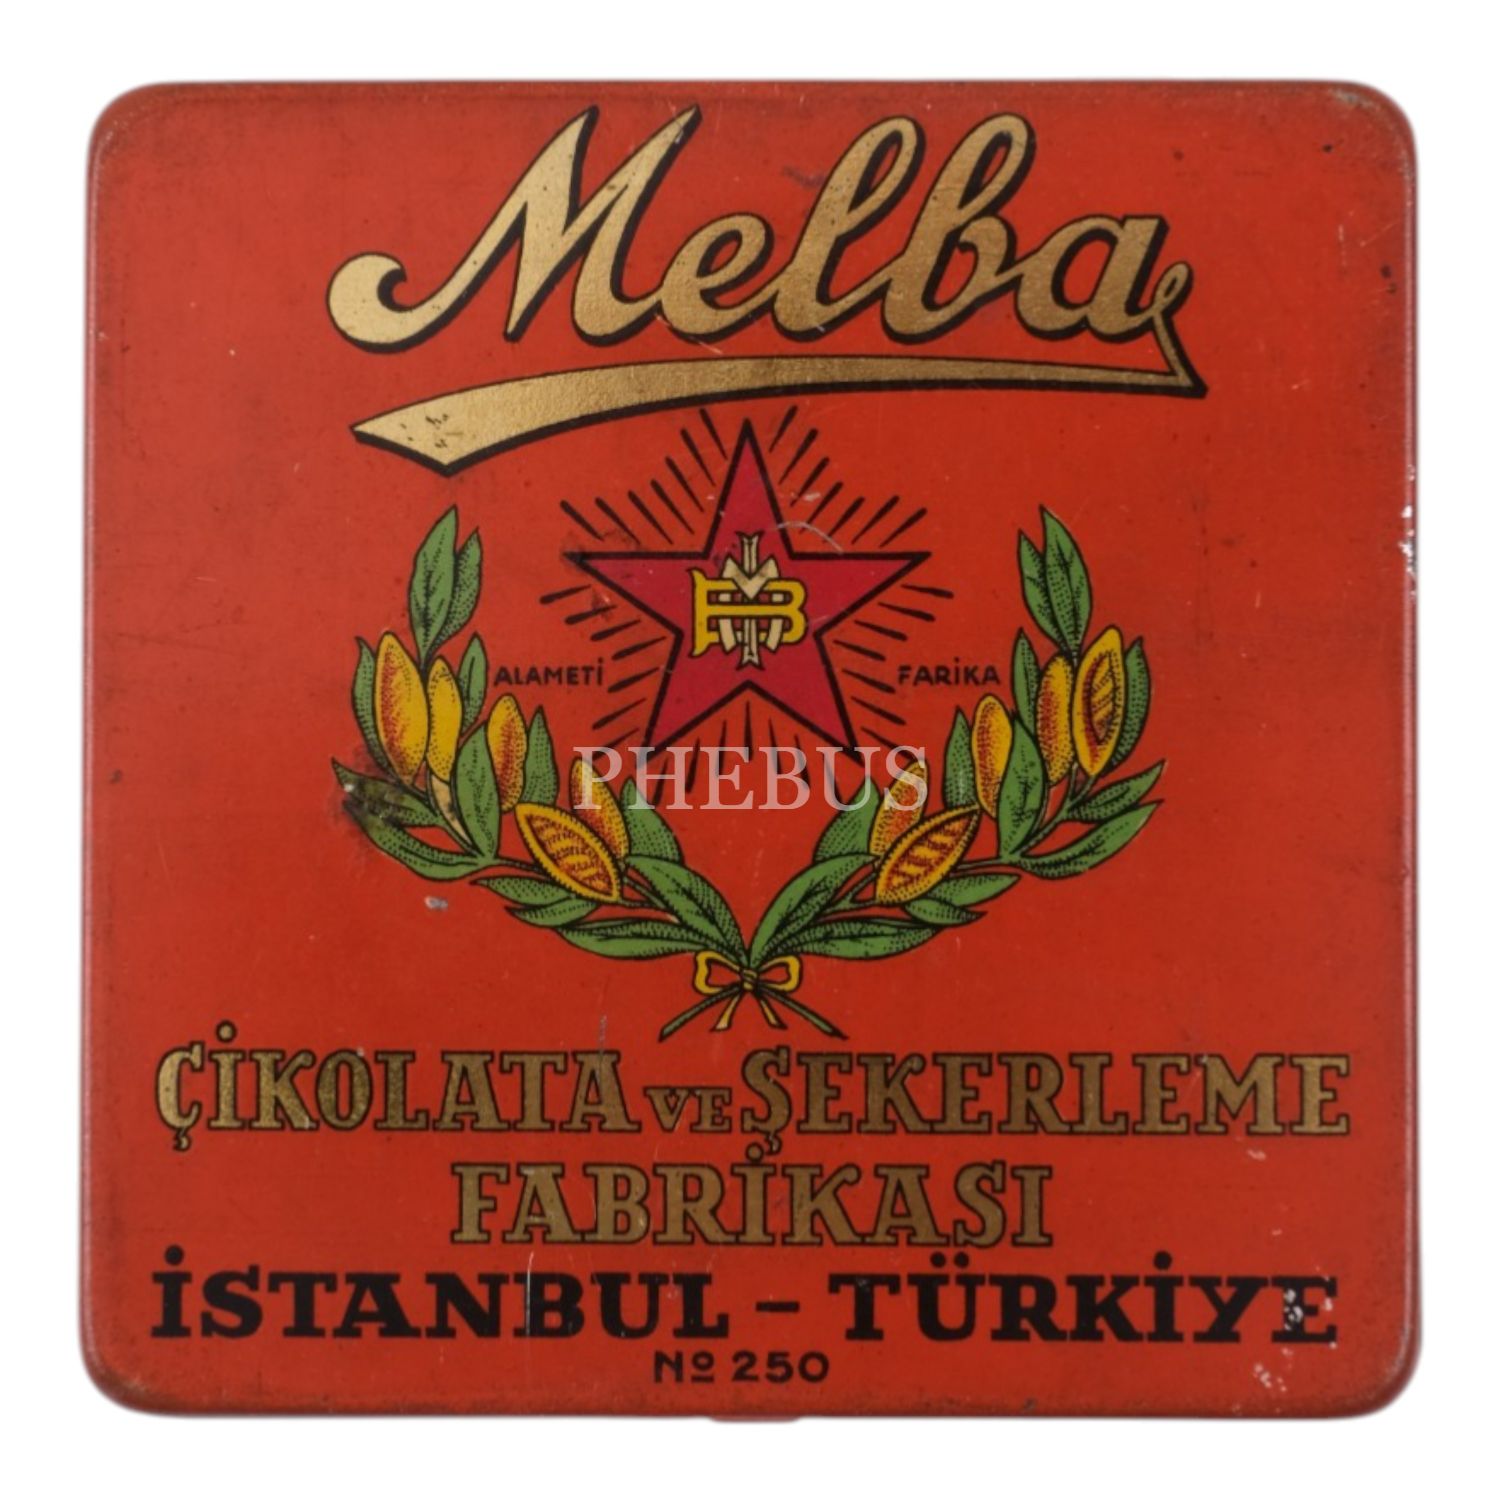 Melba
ALAMETİ FARİKA
PHEBUS
ÇİKOLATA VE ŞEKERLEME
FABRİKASI
İSTANBUL – TÜRKİYE
Nº 250